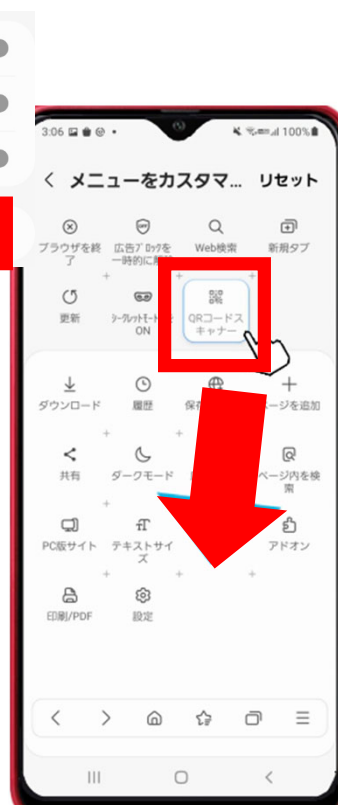 3:06 100%
メニューをカスタマ... リセット
ブラウザを終
了
広告ブロックを
一時的に解除
Web検索
新規タブ
更新
シークレットモードを
ON
QRコードス
キャナー
ダウンロード
履歴
ページを追加
共有
ダークモード
ページ内を検
索
PC版サイト
テキストサイ
ズ
アドオン
印刷/PDF
設定